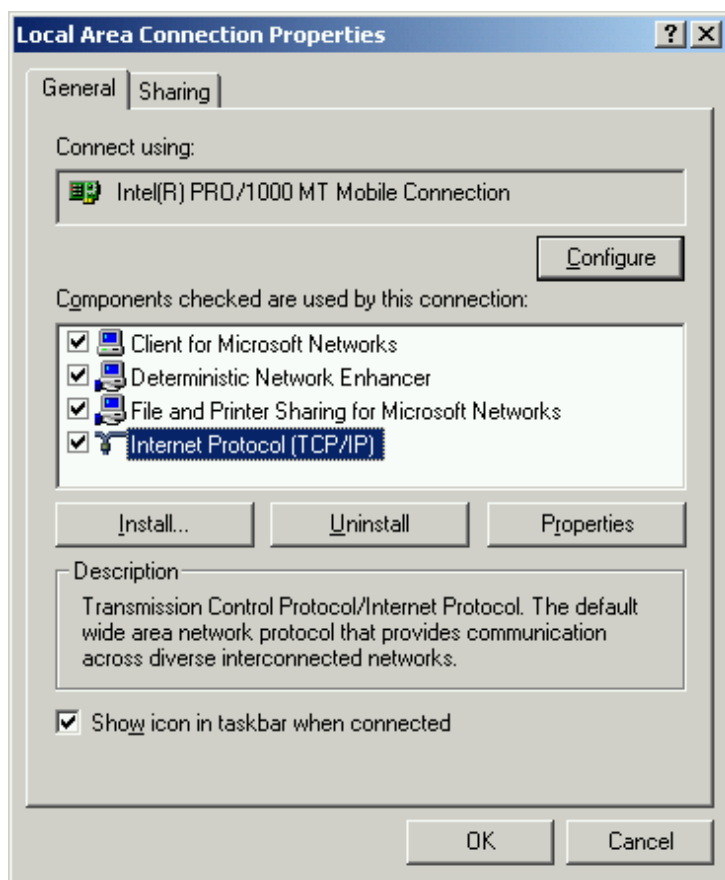 Local Area Connection Properties
General
Sharing
Connect using:
Intel(R) PRO/1000 MT Mobile Connection
Configure
Components checked are used by this connection:
Client for Microsoft Networks
Deterministic Network Enhancer
File and Printer Sharing for Microsoft Networks
Internet Protocol (TCP/IP)
Install...
Uninstall
Properties
Description
Transmission Control Protocol/Internet Protocol. The default
wide area network protocol that provides communication
across diverse interconnected networks.
Show icon in taskbar when connected
OK
Cancel